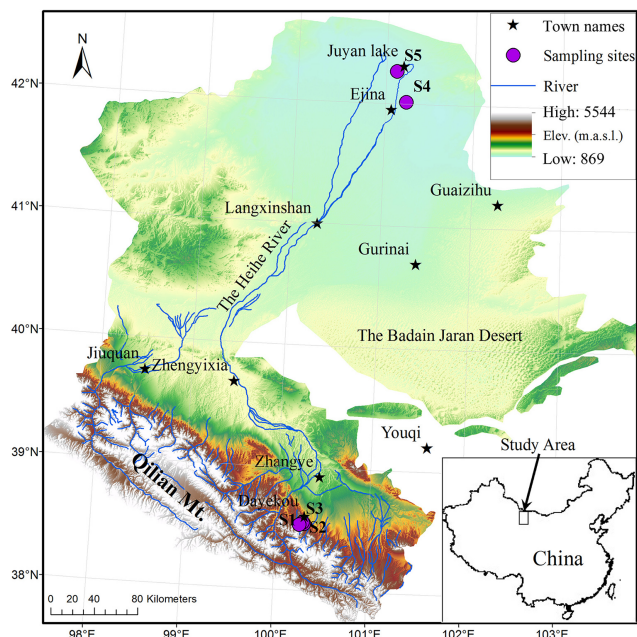 N
Juyan lake
S5
S4
Ejina
Town names
Sampling sites
River
High: 5544
Elev. (m.a.s.l.)
Low: 869
42°N
41°N
40°N
39°N
38°N
Guaizihu
Langxinshan
Gurinai
The Heihe River
The Badain Jaran Desert
Jiuquan
Zhengyixia
Youqi
Zhangye
Qilian Mt.
Dayekou
S3
S1
S2
Study Area
China
0 20 40 80 Kilometers
98°E 99°E 100°E 101°E 102°E 103°E